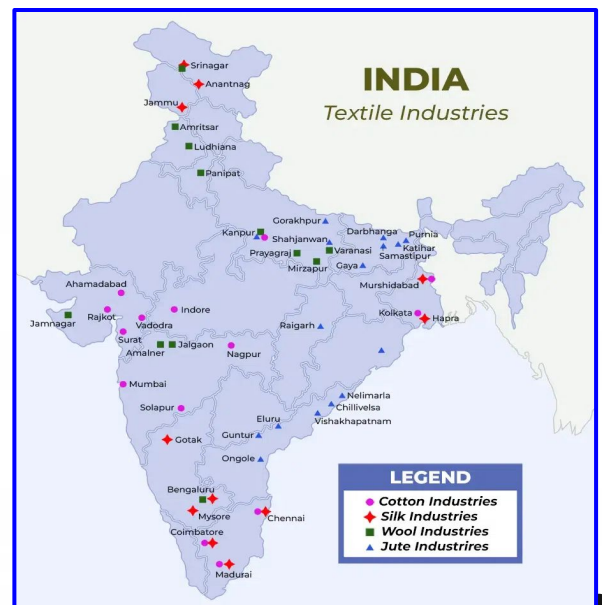 INDIA
Textile Industries
Srinagar
Anantnag
Jammu
Amritsar
Ludhiana
Panipat
Gorakhpur
Kanpur
Shahjanwan
Darbhanga
Purnia
Katihar
Samastipur
Prayagraj
Varanasi
Mirzapur
Gaya
Murshidabad
Ahamadabad
Indore
Kolkata
Hapra
Jamnagar
Rajkot
Vadodra
Raigarh
Surat
Amalner
Jalgaon
Nagpur
Mumbai
Nelimarla
Chillivelsa
Solapur
Vishakhapatnam
Eluru
Guntur
Gotak
Ongole
Bengaluru
Mysore
Chennai
Coimbatore
Madurai
LEGEND
Cotton Industries
Silk Industries
Wool Industries
Jute Industrires